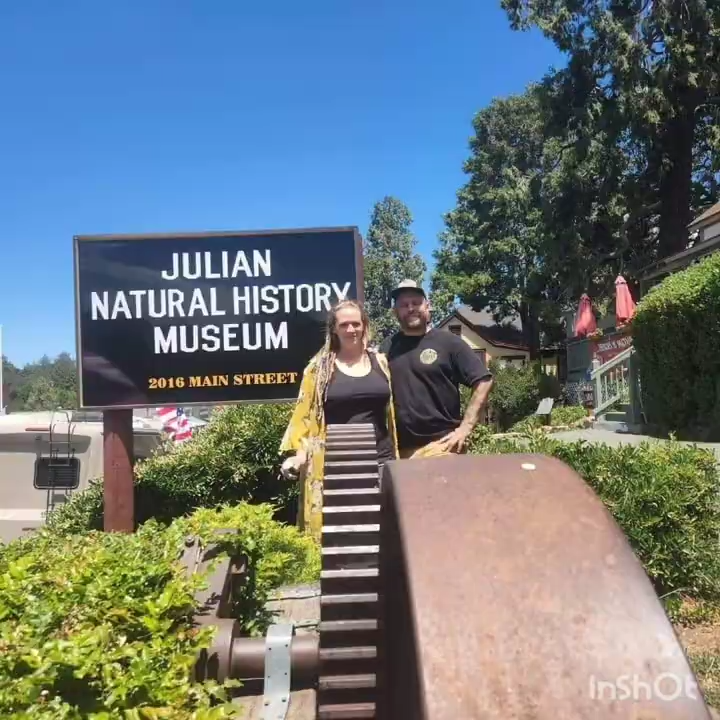 JULIAN
NATURAL HISTORY
MUSEUM
2016 MAIN STREET
InShOt